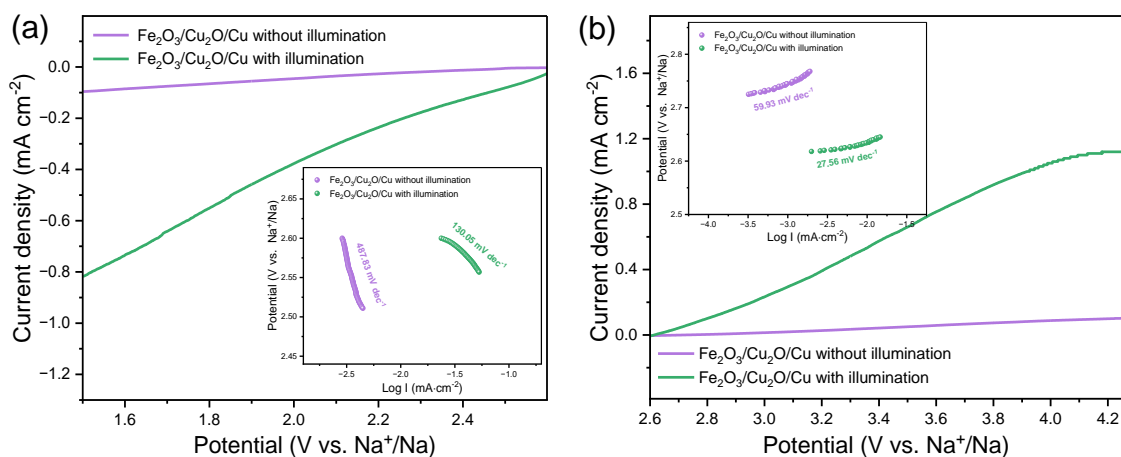 (a)
Fe₂O₃/Cu₂O/Cu without illumination
Fe₂O₃/Cu₂O/Cu with illumination
0.0
−0.2
−0.4
−0.6
−0.8
−1.0
−1.2
Current density (mA cm⁻²)
1.6
1.8
2.0
2.2
2.4
Potential (V vs. Na⁺/Na)
Fe₂O₃/Cu₂O/Cu without illumination
Fe₂O₃/Cu₂O/Cu with illumination
2.65
2.60
2.55
2.50
2.45
Potential (V vs. Na⁺/Na)
487.83 mV dec⁻¹
130.05 mV dec⁻¹
−2.5
−2.0
−1.5
−1.0
Log I (mA·cm⁻²)
(b)
1.6
1.2
0.8
0.4
0.0
Current density (mA cm⁻²)
Fe₂O₃/Cu₂O/Cu without illumination
Fe₂O₃/Cu₂O/Cu with illumination
2.8
2.7
2.6
2.5
Potential (V vs. Na⁺/Na)
59.93 mV dec⁻¹
27.56 mV dec⁻¹
−4.0
−3.5
−3.0
−2.5
−2.0
−1.5
Log I (mA·cm⁻²)
Fe₂O₃/Cu₂O/Cu without illumination
Fe₂O₃/Cu₂O/Cu with illumination
2.6
2.8
3.0
3.2
3.4
3.6
3.8
4.0
4.2
Potential (V vs. Na⁺/Na)